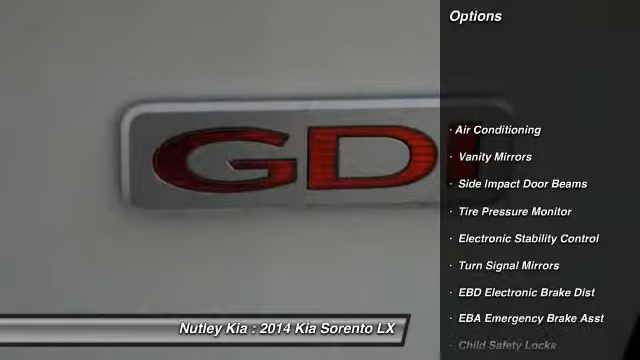 Options
GDI
Air Conditioning
Vanity Mirrors
Side Impact Door Beams
Tire Pressure Monitor
Electronic Stability Control
Turn Signal Mirrors
EBD Electronic Brake Dist
EBA Emergency Brake Asst
Child Safety Locks
Nutley Kia : 2014 Kia Sorento LX